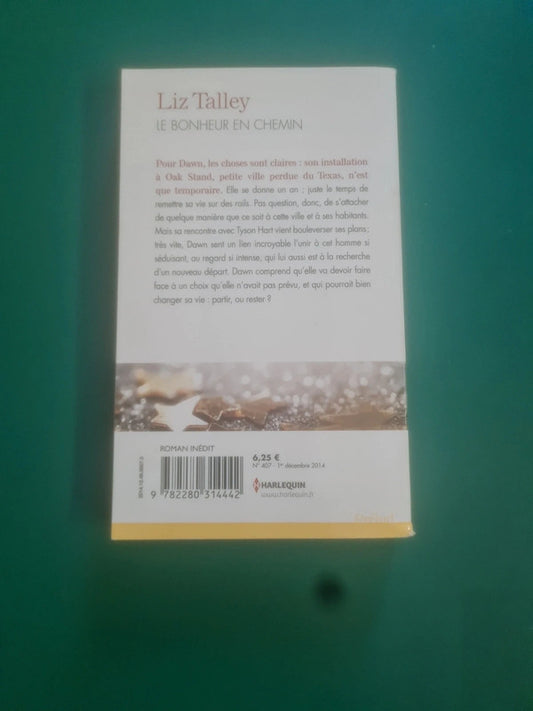 Liz Talley
LE BONHEUR EN CHEMIN
Pour Dawn, les choses sont claires : son installation
à Oak Stand, petite ville perdue du Texas, n'est
que temporaire. Elle se donne un an ; juste le temps de
remettre sa vie sur des rails. Pas question, donc, de s'attacher
de quelque manière que ce soit à cette ville et à ses habitants.
Mais sa rencontre avec Tyson Hart vient bouleverser ses plans ;
très vite, Dawn sent un lien incroyable l'unir à cet homme si
séduisant, au regard si intense, qui lui aussi est à la recherche
d'un nouveau départ. Dawn comprend qu'elle va devoir faire
face à un choix qu'elle n'avait pas prévu, et qui pourrait bien
changer sa vie : partir, ou rester ?
ROMAN INÉDIT
6,25 €
N° 407 - 1er décembre 2014
HARLEQUIN
www.harlequin.fr
9 782280 314442